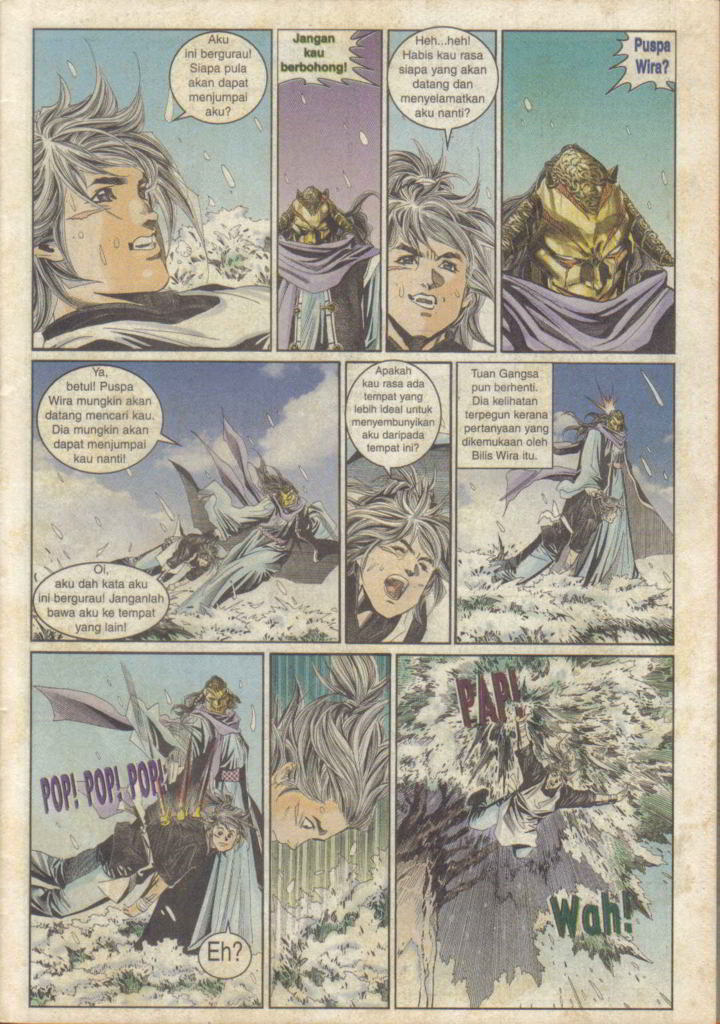 Aku
ini bergurau!
Siapa pula
akan dapat
menjumpai
aku?
Jangan
kau
berbohong!
Heh...heh!
Habis kau rasa
siapa yang akan
datang dan
menyelamatkan
aku nanti?
Puspa
Wira?
Ya,
betul! Puspa
Wira mungkin akan
datang mencari kau.
Dia mungkin akan
dapat menjumpai
kau nanti!
Oi,
aku dah kata aku
ini bergurau! Janganlah
bawa aku ke tempat
yang lain!
Apakah
kau rasa ada
tempat yang
lebih ideal untuk
menyembunyikan
aku daripada
tempat ini?
Tuan Gangsa
pun berhenti.
Dia kelihatan
terpegun kerana
pertanyaan yang
dikemukaan oleh
Bilis Wira itu.
POP! POP! POP!
Eh?
PAP!
Wah!